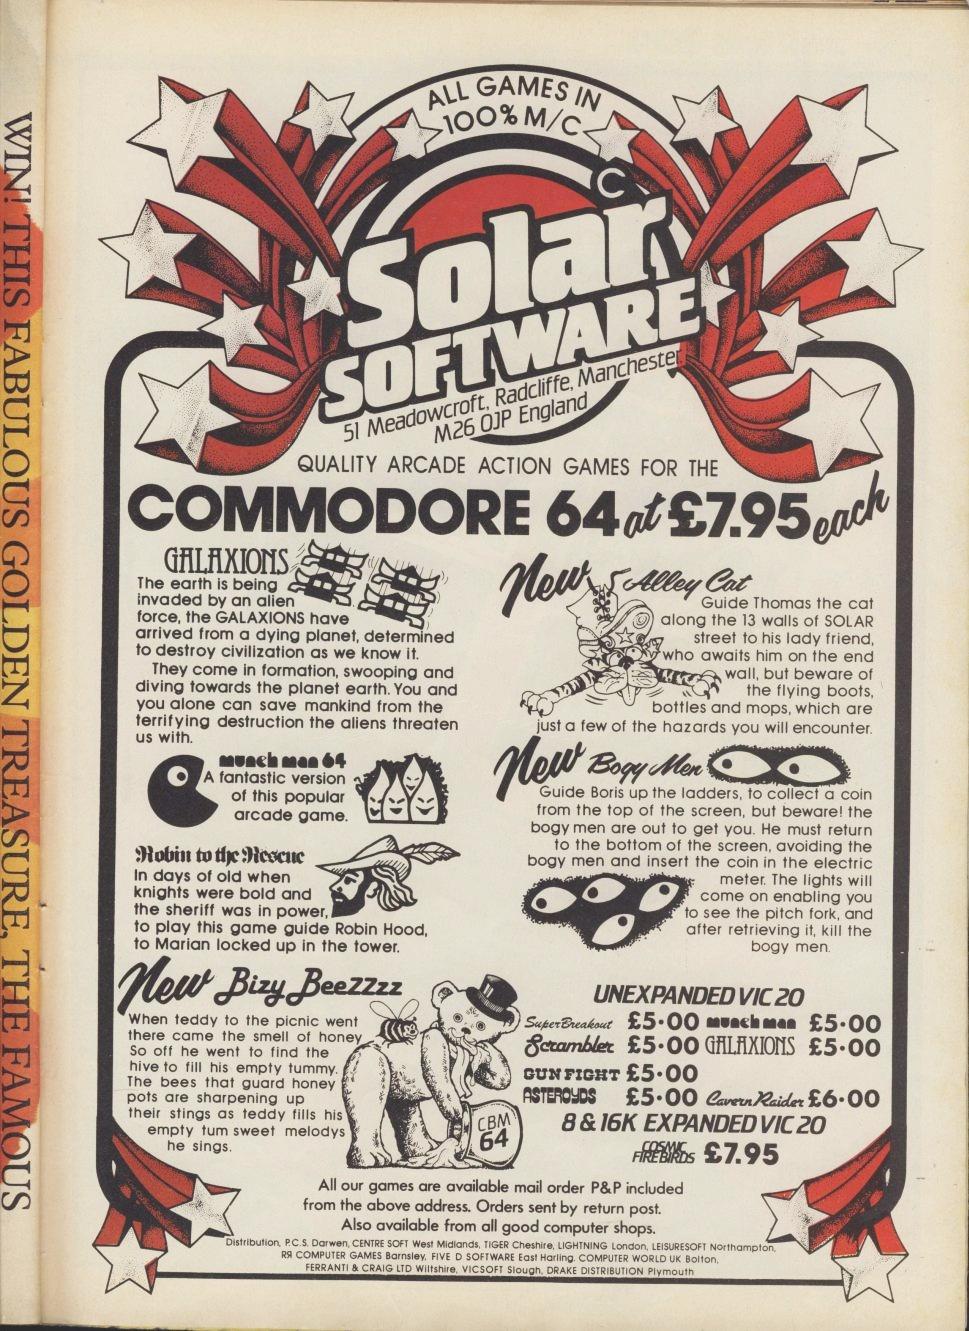 WIN! THIS FABULOUS GOLDEN TREASURE, THE FAMOUS
ALL GAMES IN
100% M/C
C
Solar
SOFTWARE
51 Meadowcroft, Radcliffe, Manchester
M26 0JP England
QUALITY ARCADE ACTION GAMES FOR THE
COMMODORE 64 at £7.95 each
GALAXIONS
The earth is being
invaded by an alien
force, the GALAXIONS have
arrived from a dying planet, determined
to destroy civilization as we know it.
They come in formation, swooping and
diving towards the planet earth. You and
you alone can save mankind from the
terrifying destruction the aliens threaten
us with.
munch man 64
A fantastic version
of this popular
arcade game.
Robin to the Rescue
In days of old when
knights were bold and
the sheriff was in power,
to play this game guide Robin Hood,
to Marian locked up in the tower.
New Bizy BeeZZzz
When teddy to the picnic went
there came the smell of honey
So off he went to find the
hive to fill his empty tummy.
The bees that guard honey
pots are sharpening up
their stings as teddy fills his
empty tum sweet melodys
he sings.
CBM
64
New Alley Cat
Guide Thomas the cat
along the 13 walls of SOLAR
street to his lady friend,
who awaits him on the end
wall, but beware of
the flying boots,
bottles and mops, which are
just a few of the hazards you will encounter.
New Bogy Men
Guide Boris up the ladders, to collect a coin
from the top of the screen, but beware! the
bogy men are out to get you. He must return
to the bottom of the screen, avoiding the
bogy men and insert the coin in the electric
meter. The lights will
come on enabling you
to see the pitch fork, and
after retrieving it, kill the
bogy men.
UNEXPANDED VIC 20
Super Breakout £5·00 munch man £5·00
Scrambler £5·00 GALAXIONS £5·00
GUN FIGHT £5·00
ASTEROYDS £5·00 Cavern Raider £6·00
8 & 16K EXPANDED VIC 20
COSMIC FIREBIRDS £7.95
All our games are available mail order P&P included
from the above address. Orders sent by return post.
Also available from all good computer shops.
Distribution, P.C.S. Darwen, CENTRE SOFT West Midlands, TIGER Cheshire, LIGHTNING London, LEISURESOFT Northampton,
RR COMPUTER GAMES Barnsley, FIVE D SOFTWARE East Harling. COMPUTER WORLD UK Bolton,
FERRANTI & CRAIG LTD Wiltshire, VICSOFT Slough, DRAKE DISTRIBUTION Plymouth